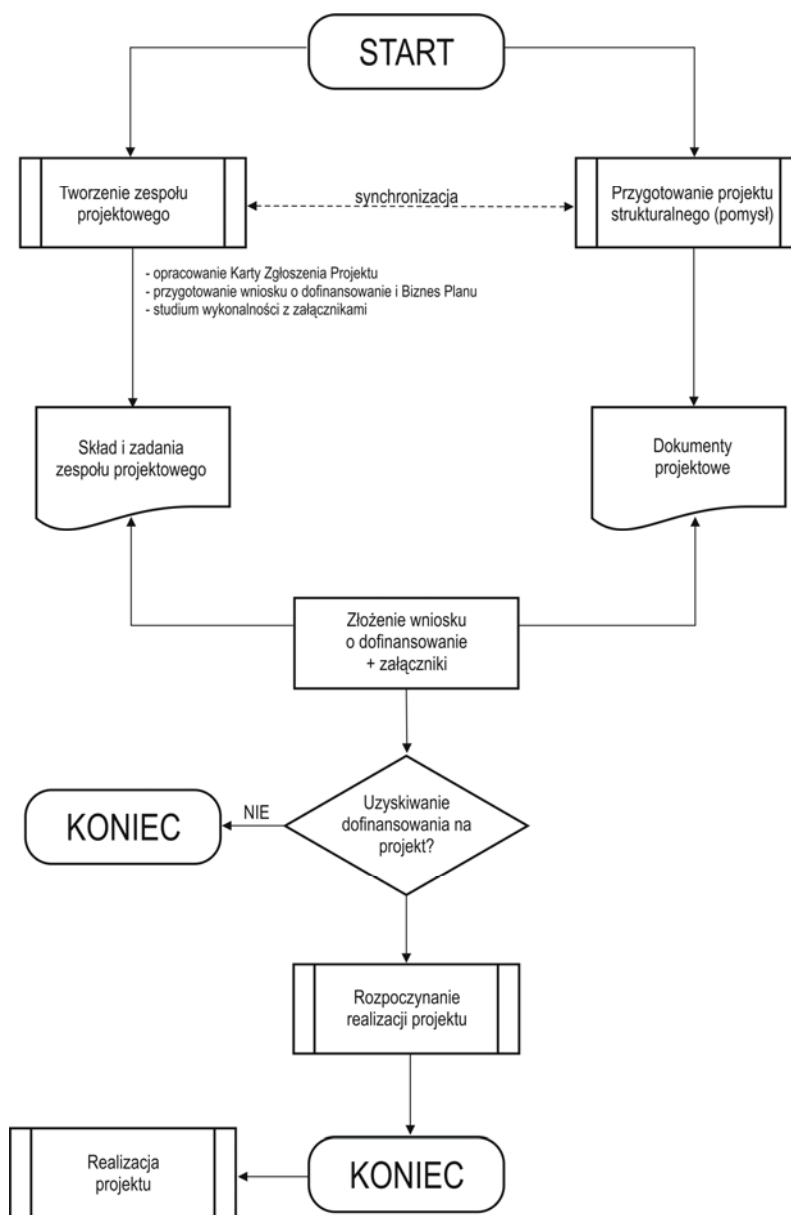 START
Tworzenie zespołu
projektowego
synchronizacja
Przygotowanie projektu
strukturalnego (pomysł)
- opracowanie Karty Zgłoszenia Projektu
- przygotowanie wniosku o dofinansowanie i Biznes Planu
- studium wykonalności z załącznikami
Skład i zadania
zespołu projektowego
Dokumenty
projektowe
Złożenie wniosku
o dofinansowanie
+ załączniki
Uzyskiwanie
dofinansowania na
projekt?
NIE
KONIEC
Rozpoczynanie
realizacji projektu
KONIEC
Realizacja
projektu